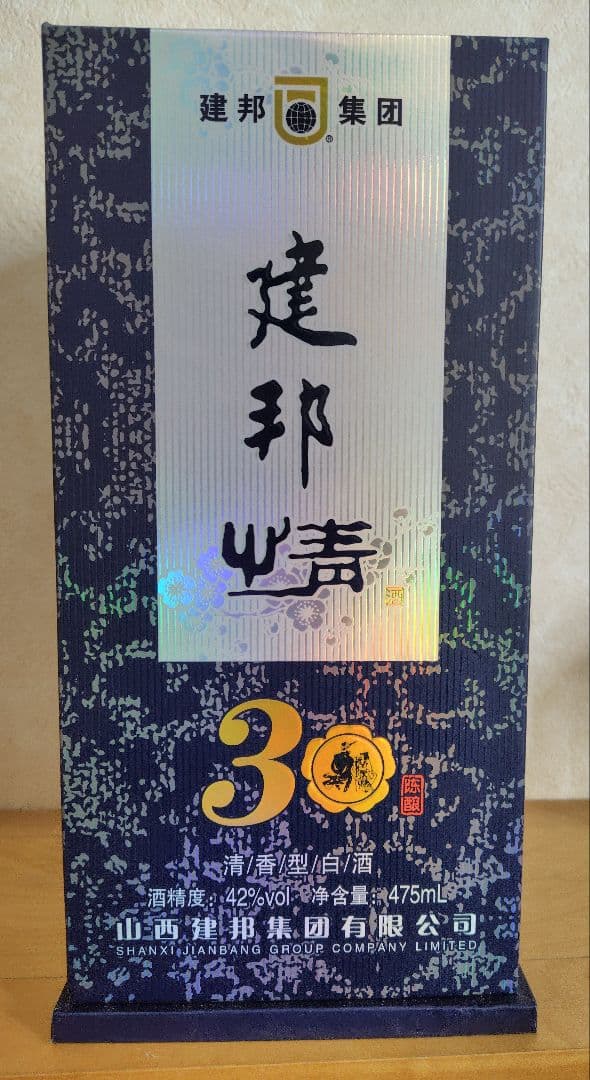 建邦 集团
®
建
邦
情
酒
30
陈酿
清/香/型/白/酒
酒精度：42%vol 净含量：475mL
山西建邦集团有限公司
SHANXI JIANBANG GROUP COMPANY LIMITED